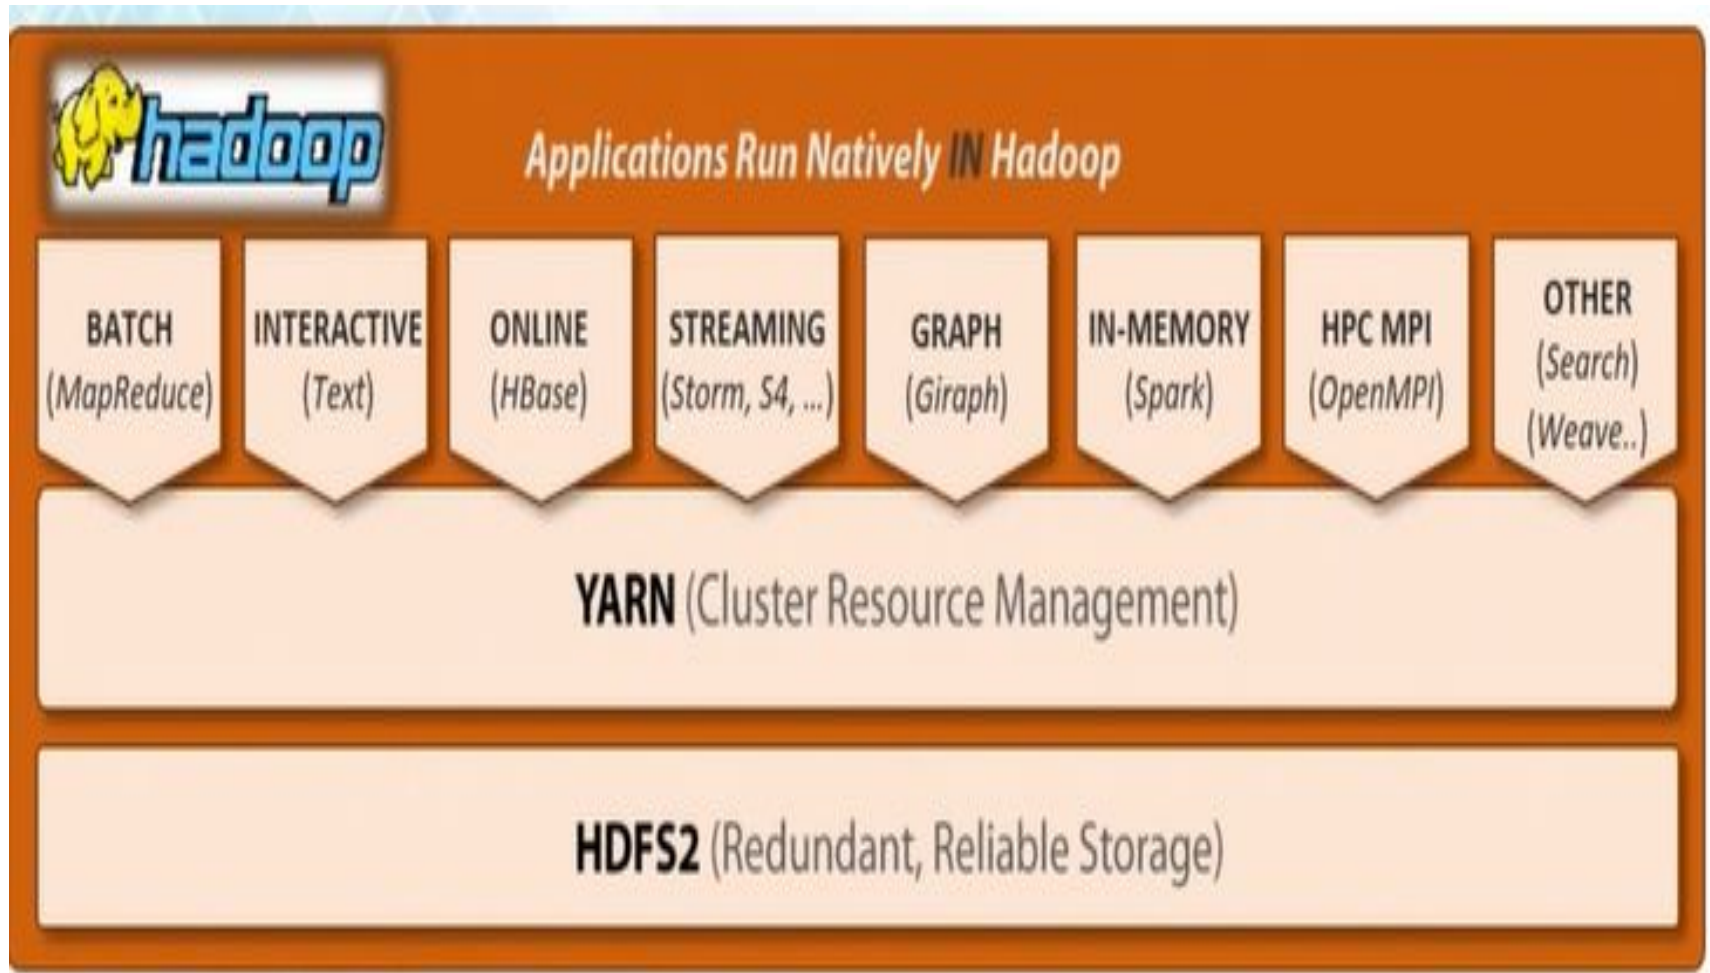 hadoop
Applications Run Natively IN Hadoop
BATCH
(MapReduce)
INTERACTIVE
(Text)
ONLINE
(HBase)
STREAMING
(Storm, S4, ...)
GRAPH
(Giraph)
IN-MEMORY
(Spark)
HPC MPI
(OpenMPI)
OTHER
(Search)
(Weave..)
YARN (Cluster Resource Management)
HDFS2 (Redundant, Reliable Storage)